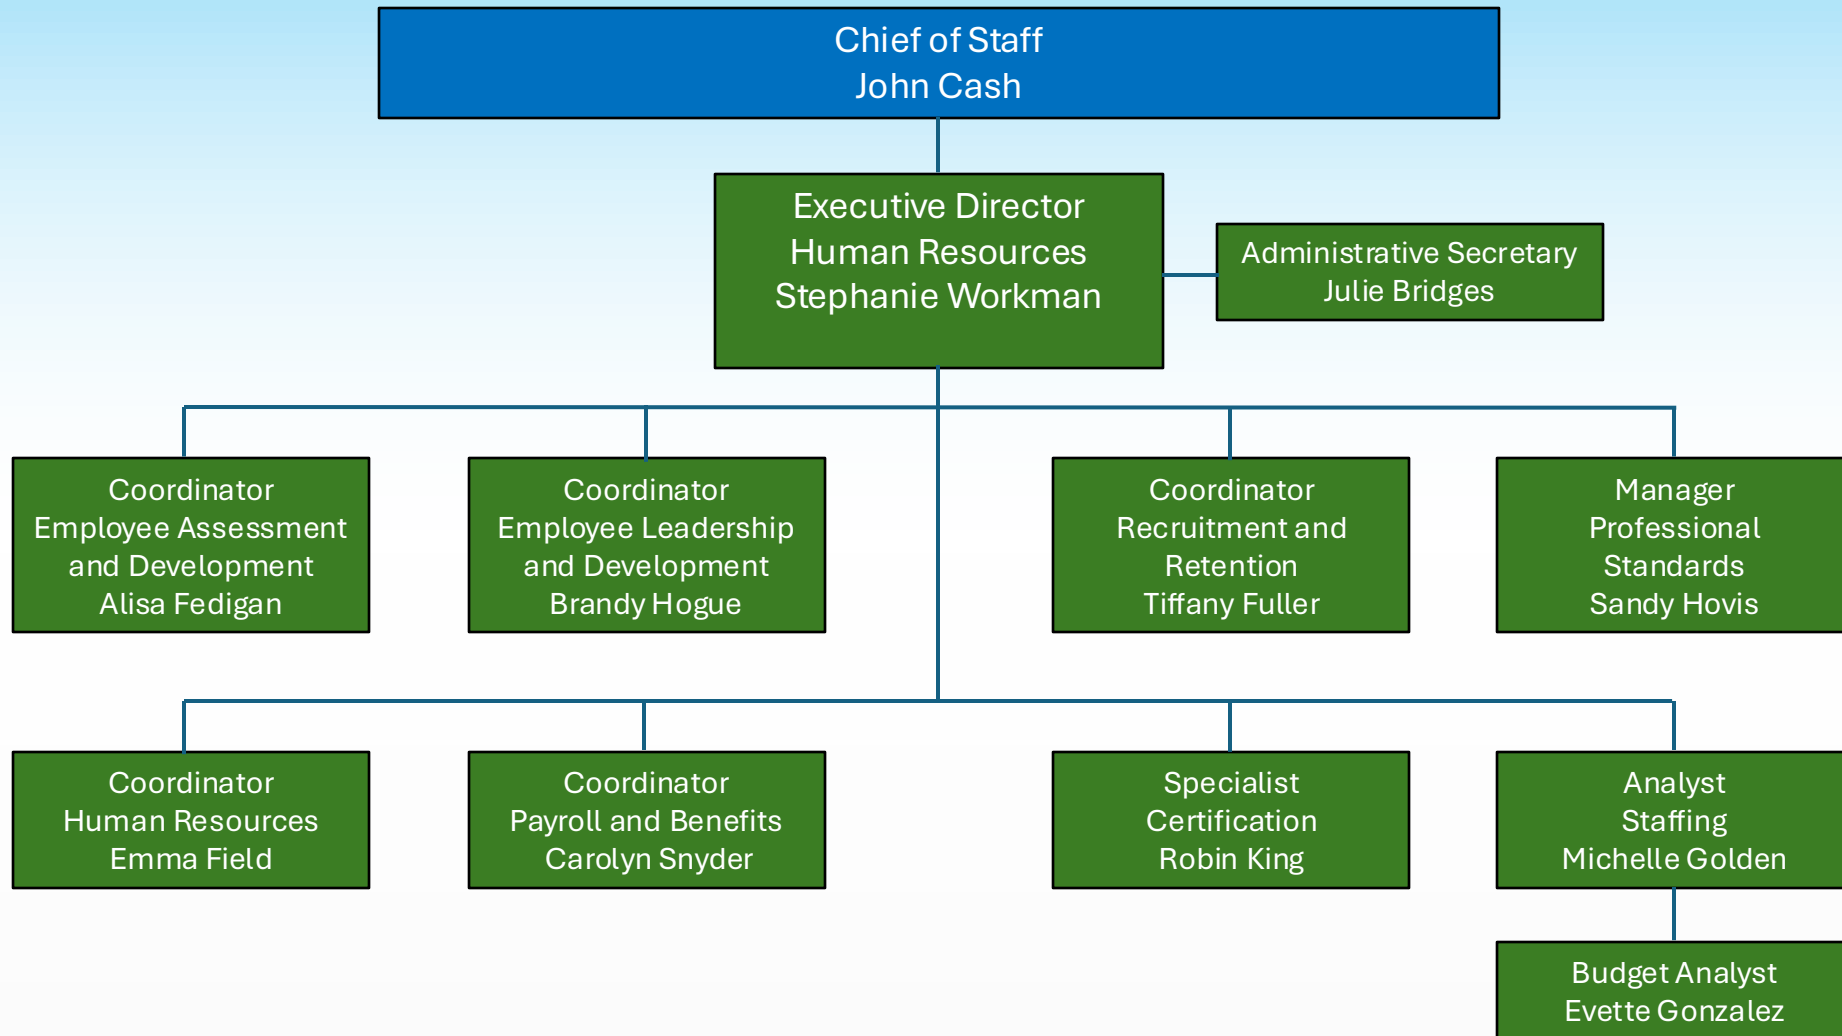 Chief of Staff
John Cash
Executive Director
Human Resources
Stephanie Workman
Administrative Secretary
Julie Bridges
Coordinator
Employee Assessment
and Development
Alisa Fedigan
Coordinator
Employee Leadership
and Development
Brandy Hogue
Coordinator
Recruitment and
Retention
Tiffany Fuller
Manager
Professional
Standards
Sandy Hovis
Coordinator
Human Resources
Emma Field
Coordinator
Payroll and Benefits
Carolyn Snyder
Specialist
Certification
Robin King
Analyst
Staffing
Michelle Golden
Budget Analyst
Evette Gonzalez